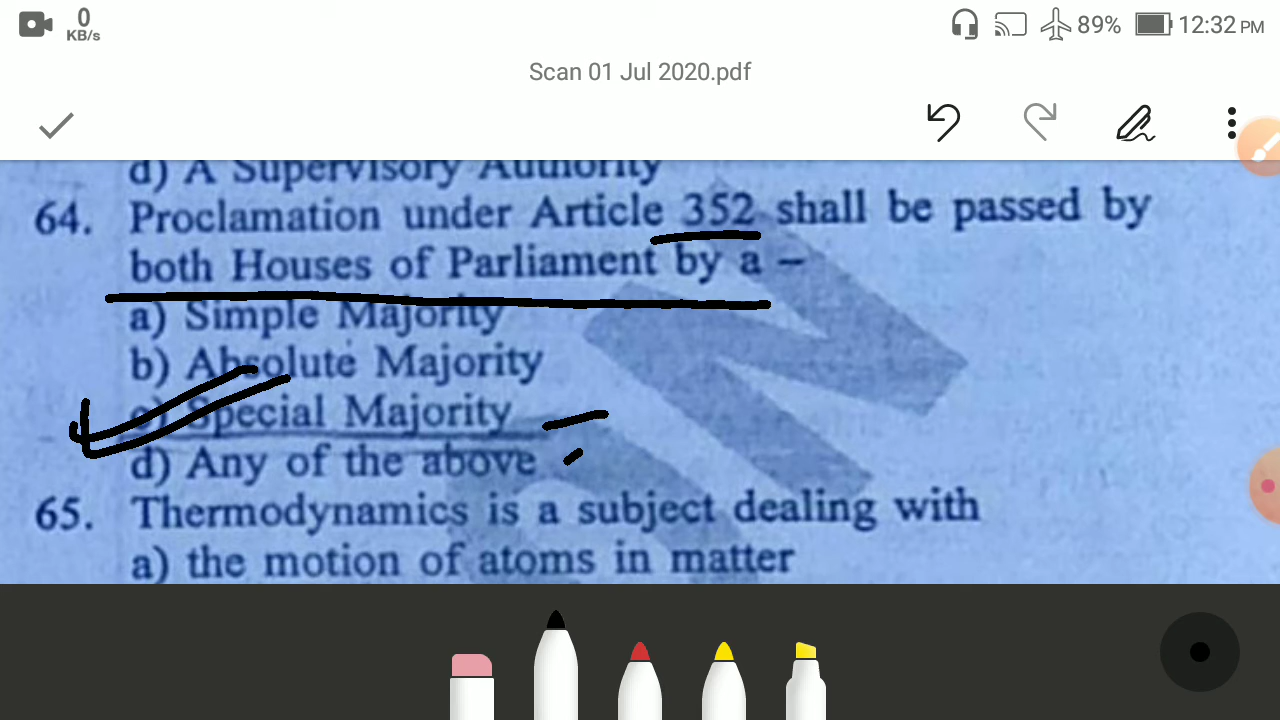 0
KB/s
89% 12:32 PM
Scan 01 Jul 2020.pdf
d) A Supervisory Authority
64. Proclamation under Article 352 shall be passed by
both Houses of Parliament by a –
a) Simple Majority
b) Absolute Majority
c) Special Majority
d) Any of the above
65. Thermodynamics is a subject dealing with
a) the motion of atoms in matter